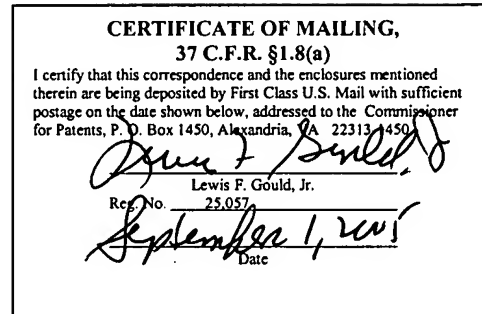 CERTIFICATE OF MAILING,
37 C.F.R. §1.8(a)
I certify that this correspondence and the enclosures mentioned
therein are being deposited by First Class U.S. Mail with sufficient
postage on the date shown below, addressed to the Commissioner
for Patents, P. O. Box 1450, Alexandria, VA 22313-1450
Lewis F. Gould, Jr.
Reg. No. 25,057
September 1, 2005
Date